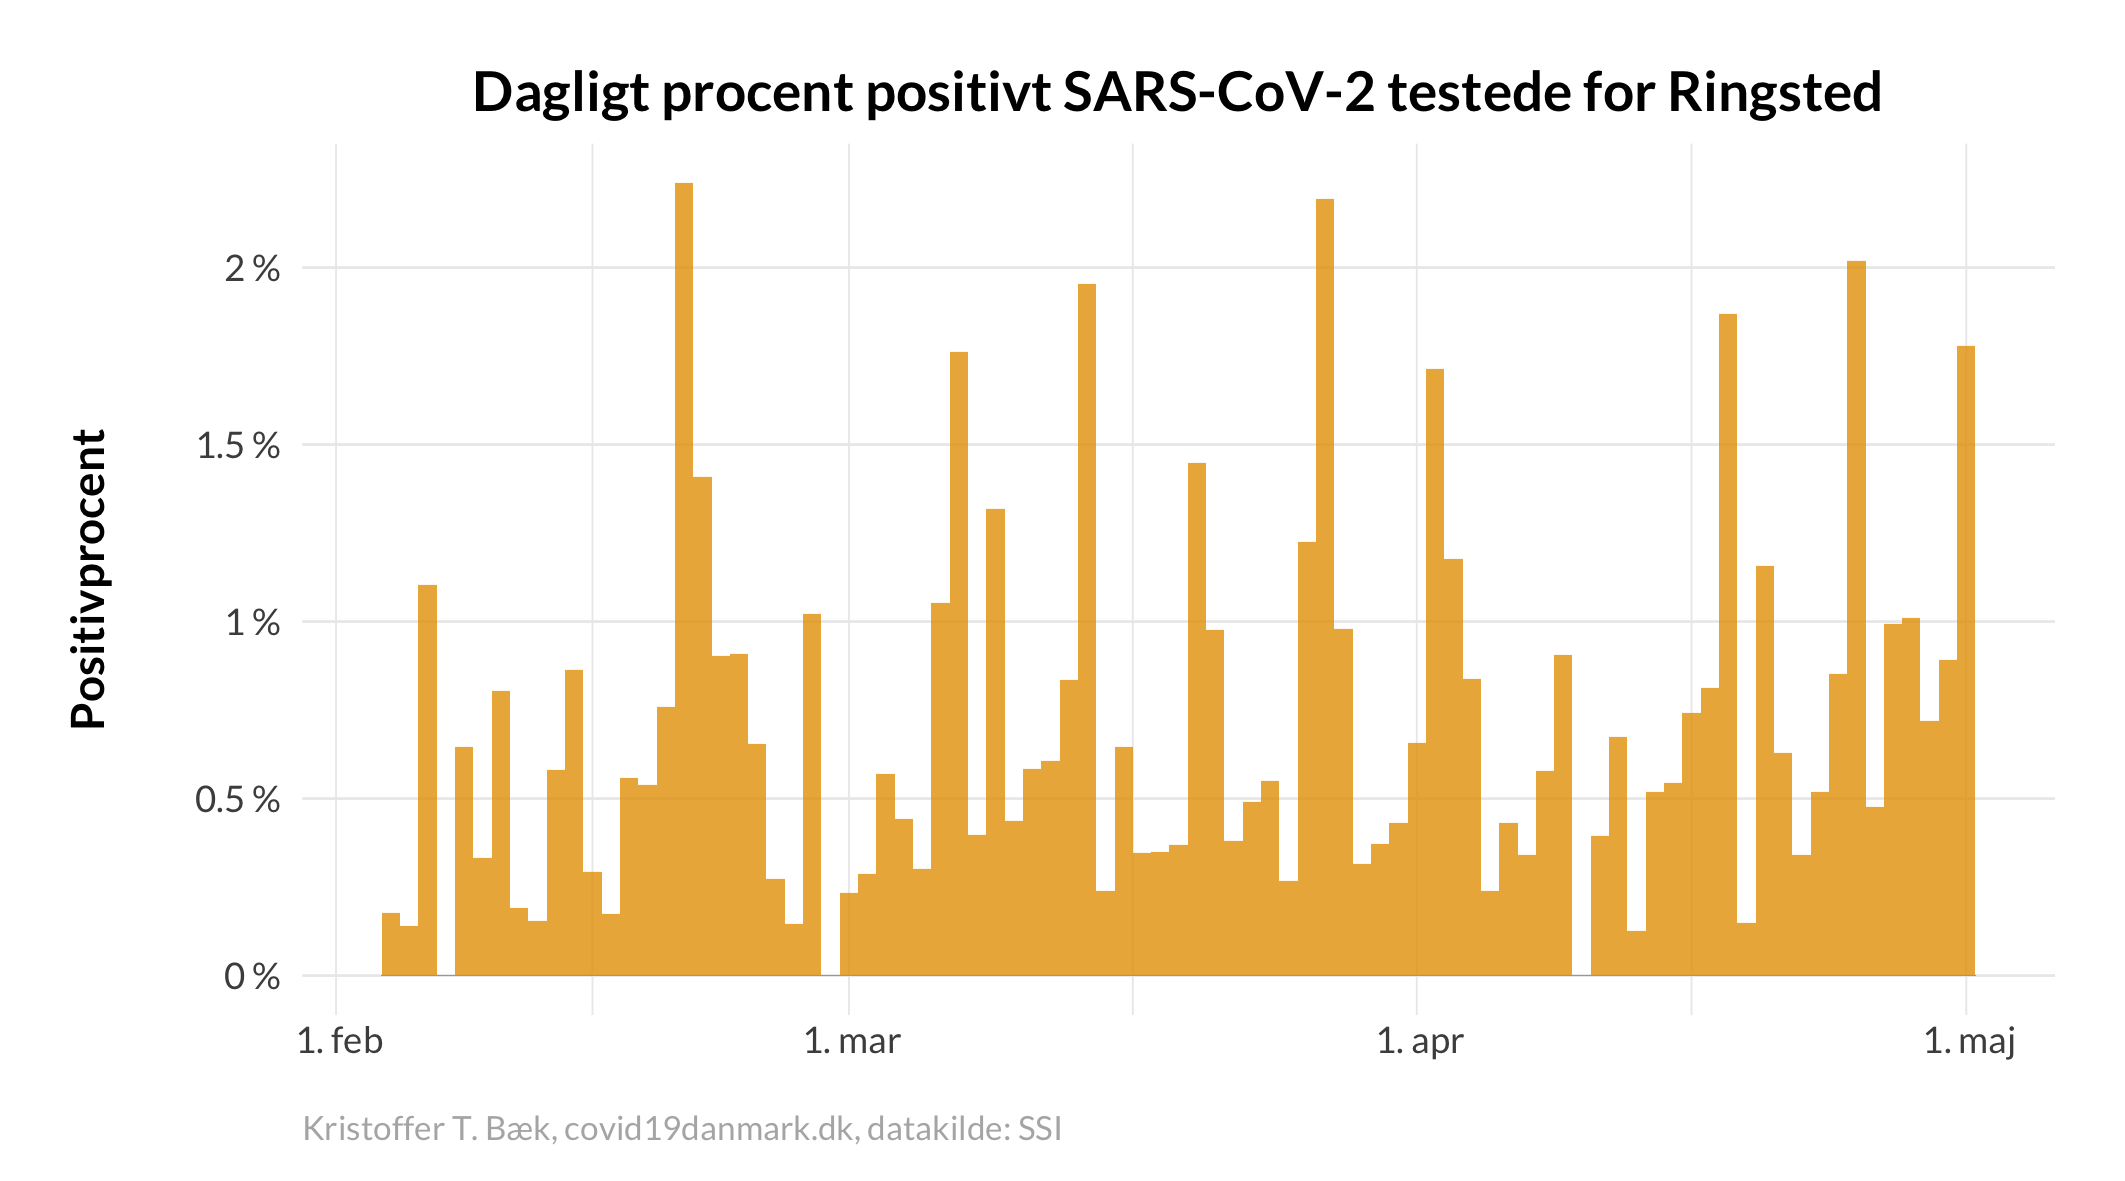 Dagligt procent positivt SARS-CoV-2 testede for Ringsted
Positivprocent
2 %
1.5 %
1 %
0.5 %
0 %
1. feb
1. mar
1. apr
1. maj
Kristoffer T. Bæk, covid19danmark.dk, datakilde: SSI